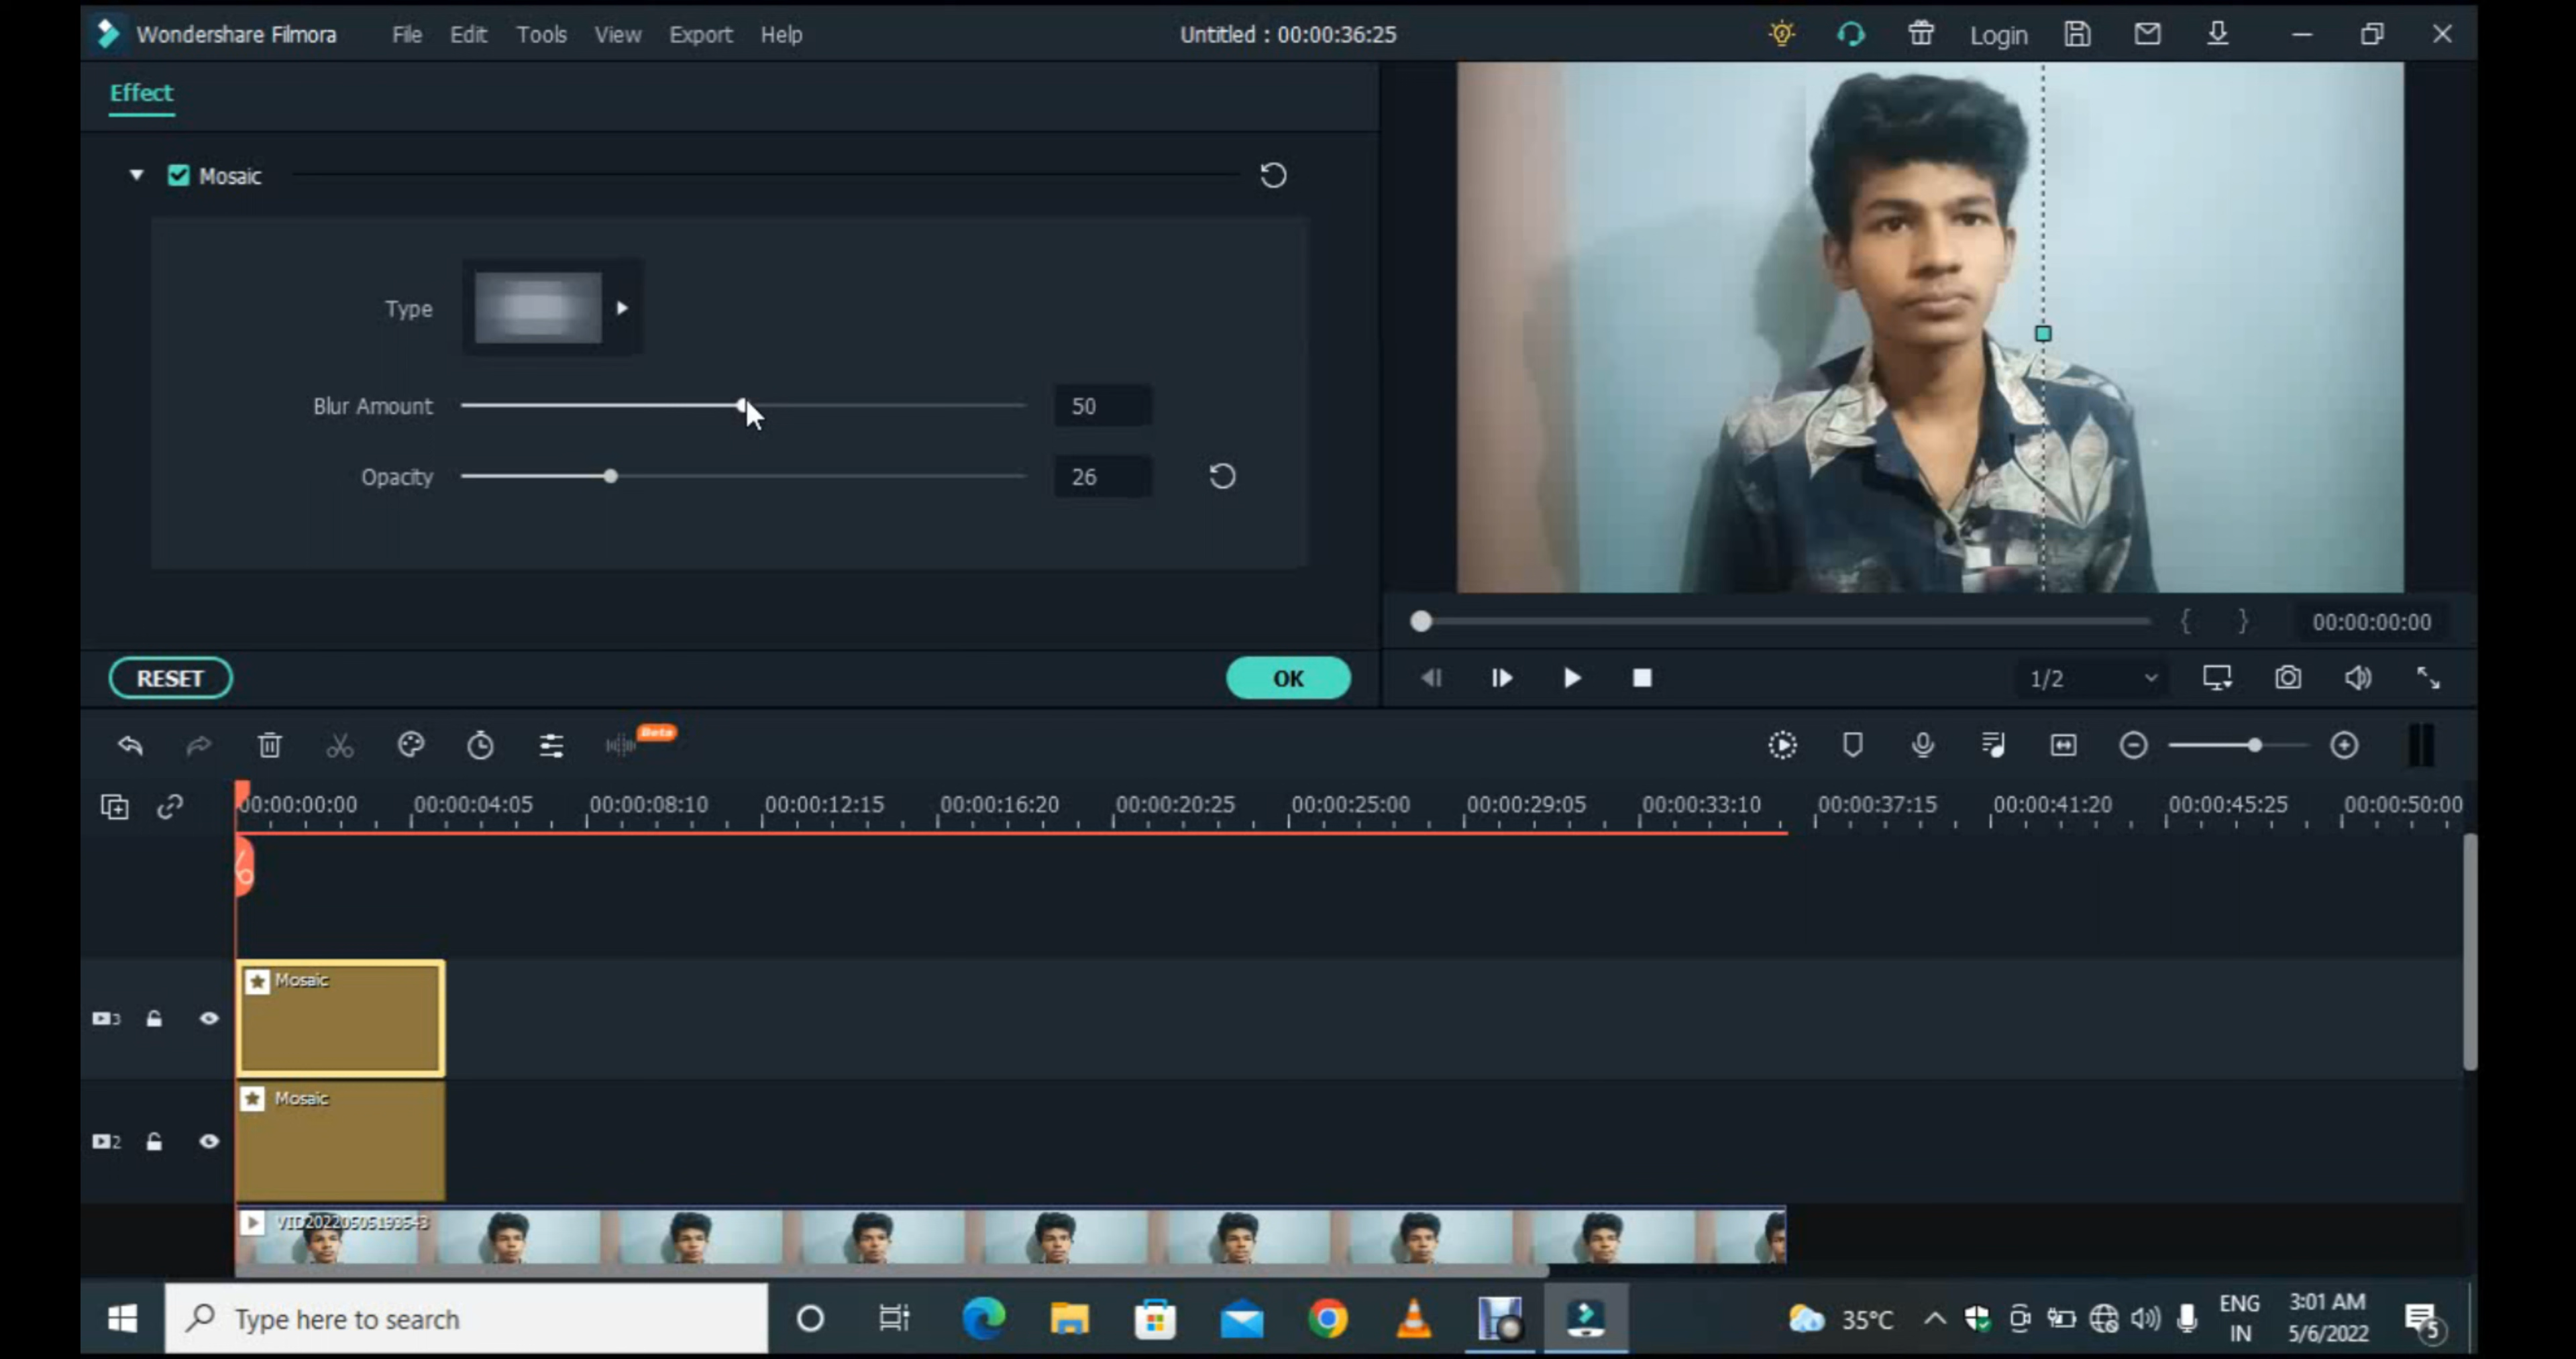 Wondershare Filmora File Edit Tools View Export Help Untitled : 00:00:36:25 Login
Effect
Mosaic
Type
Blur Amount 50
Opacity 26
{ } 00:00:00:00
RESET OK 1/2
Beta
00:00:00:00 00:00:04:05 00:00:08:10 00:00:12:15 00:00:16:20 00:00:20:25 00:00:25:00 00:00:29:05 00:00:33:10 00:00:37:15 00:00:41:20 00:00:45:25 00:00:50:00
Mosaic
3
Mosaic
2
VID20220505193543
Type here to search 35°C ENG 3:01 AM
IN 5/6/2022 5